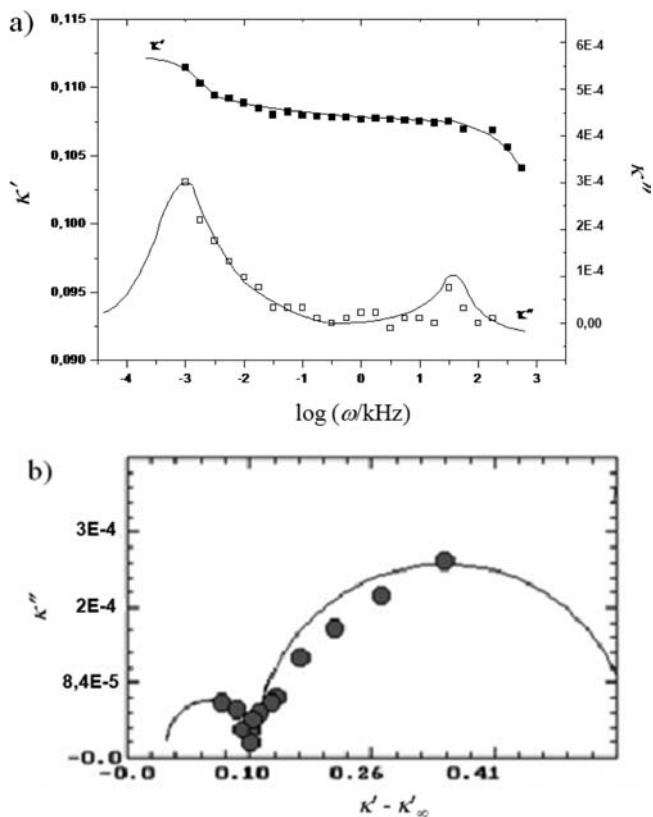 a)
0,115
0,110
0,105
0,100
0,095
0,090
κ'
κ'
6E-4
5E-4
4E-4
3E-4
2E-4
1E-4
0,00
κ''
κ''
-4 -3 -2 -1 0 1 2 3
log (ω/kHz)
b)
3E-4
2E-4
8,4E-5
-0.0
κ''
-0.0 0.10 0.26 0.41
κ' - κ'∞